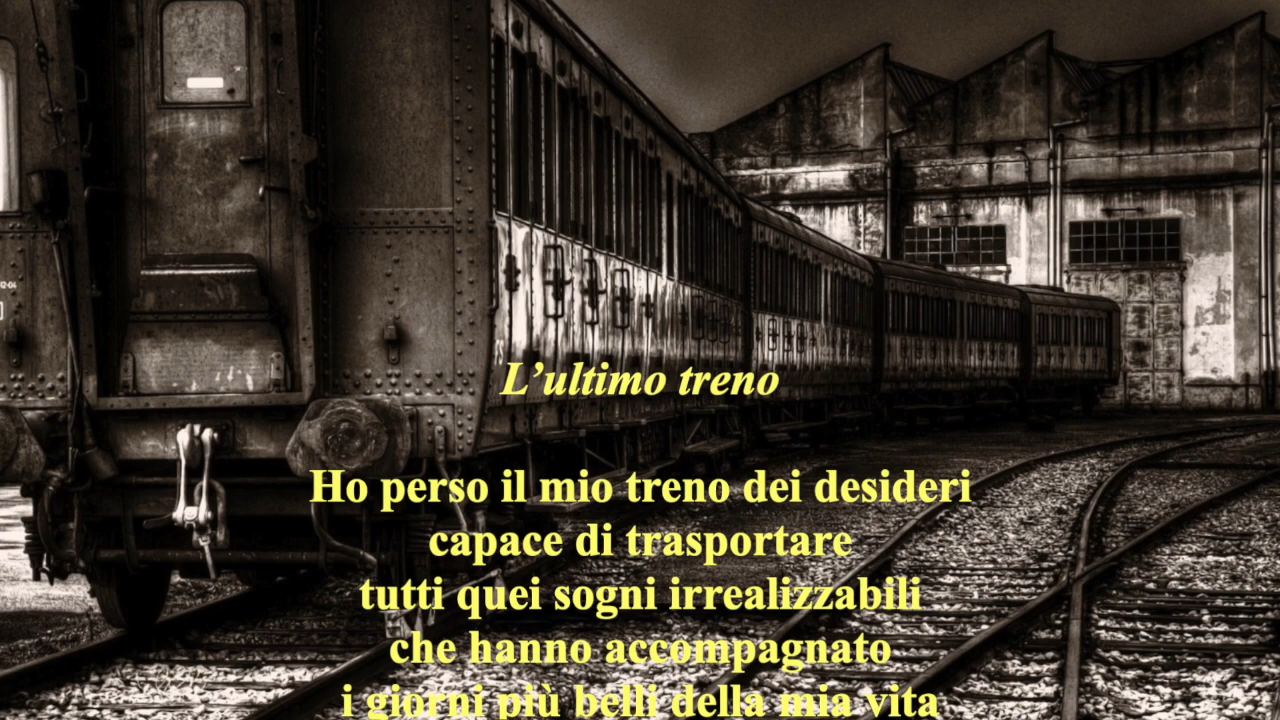 L’ultimo treno
Ho perso il mio treno dei desideri
capace di trasportare
tutti quei sogni irrealizzabili
che hanno accompagnato
i giorni più belli della mia vita